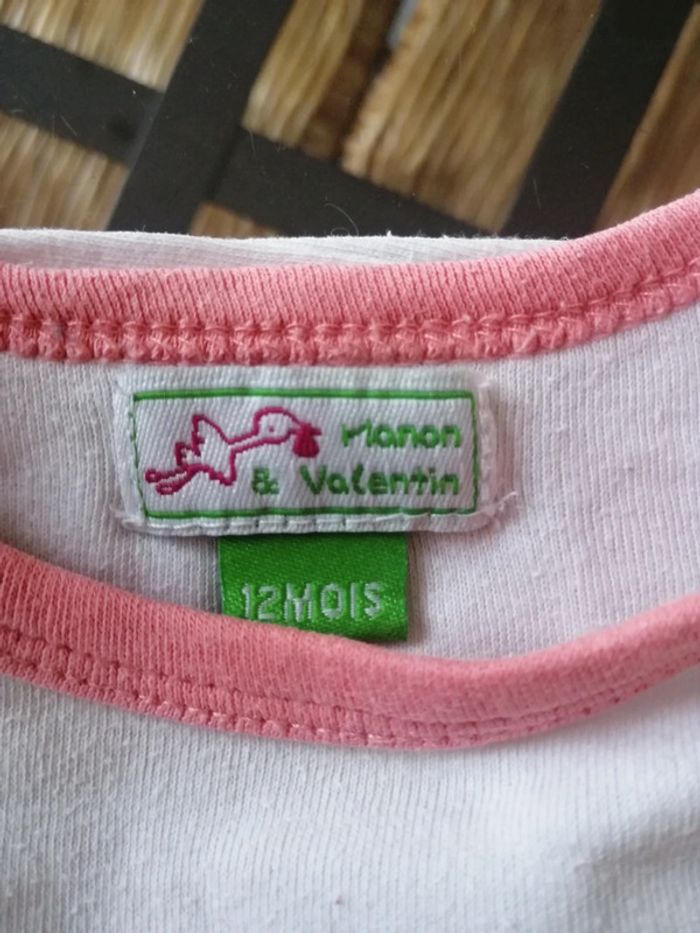 Manon
& Valentin
12MOIS